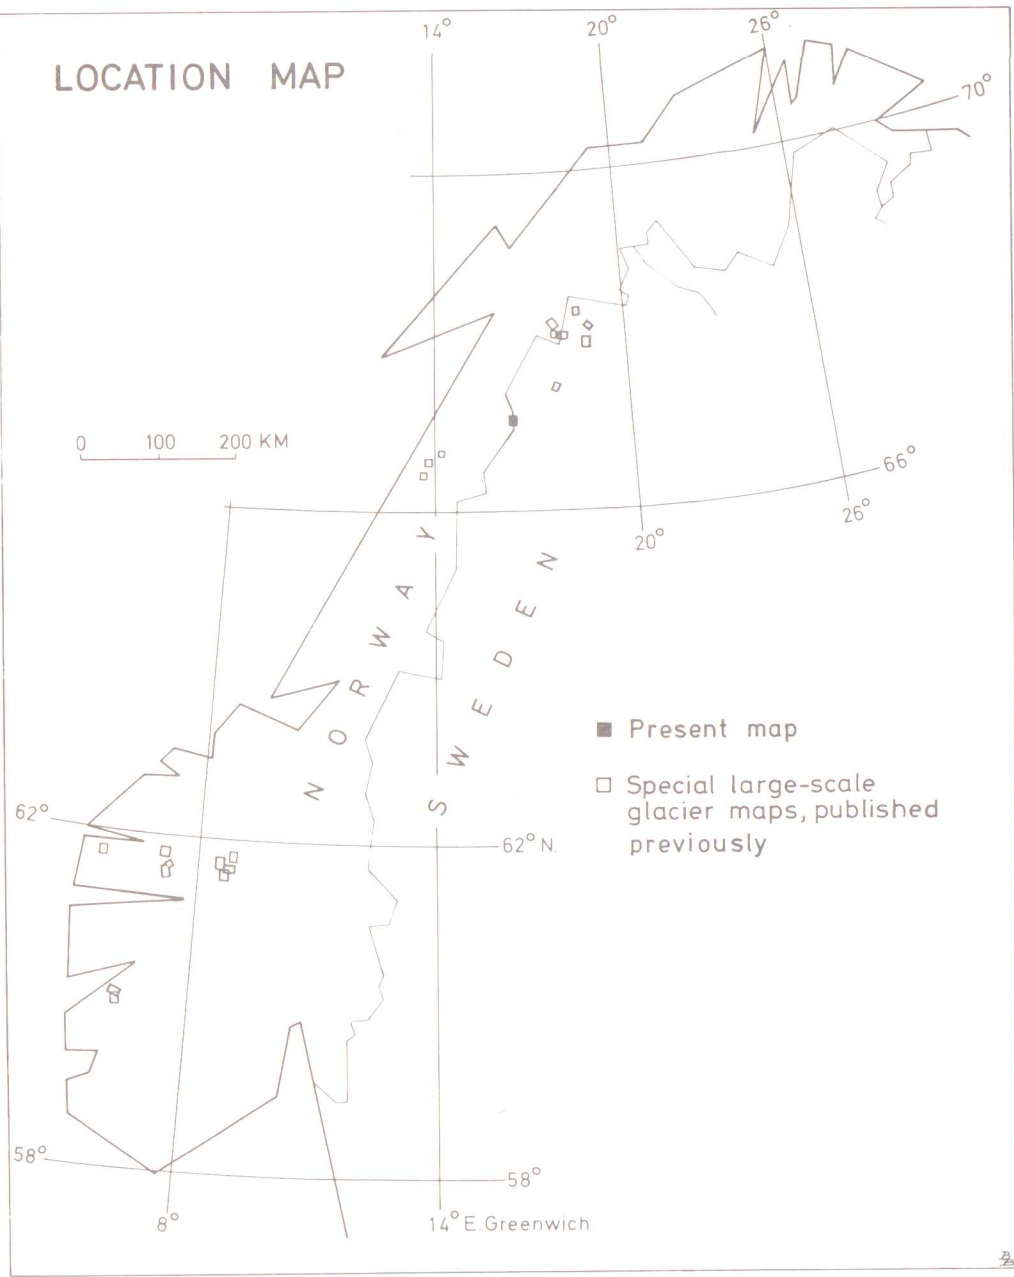 LOCATION MAP
14°
20°
26°
70°
0 100 200 KM
66°
26°
20°
NORWAY
SWEDEN
Present map
Special large-scale
glacier maps, published
previously
62°
62° N.
58°
58°
8°
14° E. Greenwich